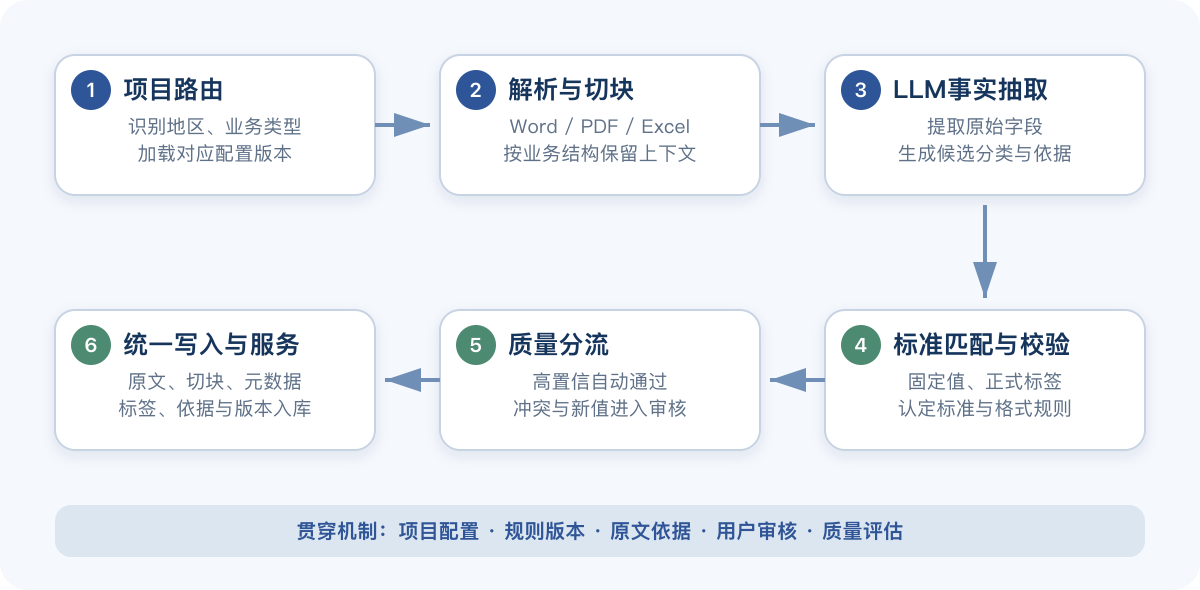 1 项目路由
识别地区、业务类型
加载对应配置版本
2 解析与切块
Word / PDF / Excel
按业务结构保留上下文
3 LLM事实抽取
提取原始字段
生成候选分类与依据
4 标准匹配与校验
固定值、正式标签
认定标准与格式规则
5 质量分流
高置信自动通过
冲突与新值进入审核
6 统一写入与服务
原文、切块、元数据
标签、依据与版本入库
贯穿机制：项目配置 · 规则版本 · 原文依据 · 用户审核 · 质量评估